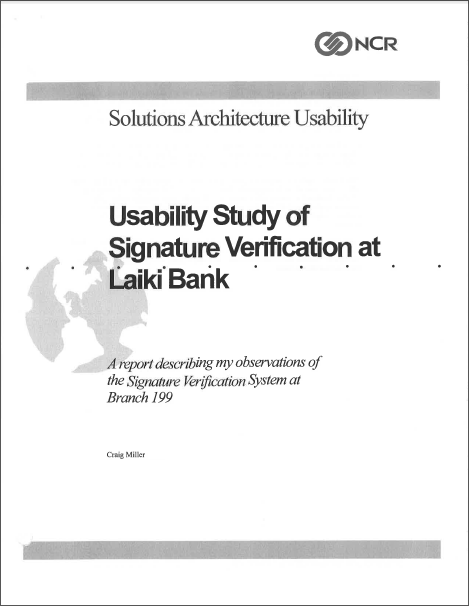 NCR
Solutions Architecture Usability
Usability Study of
Signature Verification at
Laiki Bank
A report describing my observations of
the Signature Verification System at
Branch 199
Craig Miller